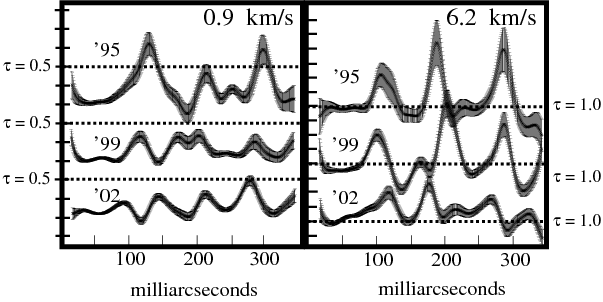 0.9 km/s
6.2 km/s
’95
’95
τ = 0.5
τ = 1.0
τ = 0.5
’99
’99
τ = 1.0
τ = 0.5
’02
’02
τ = 1.0
100 200 300
100 200 300
milliarcseconds
milliarcseconds